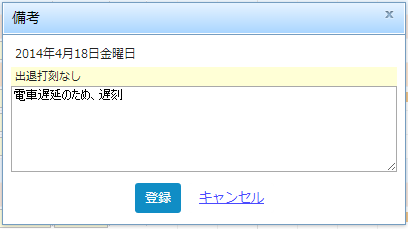 備考
x
2014年4月18日金曜日
出退打刻なし
電車遅延のため、遅刻
登録 キャンセル